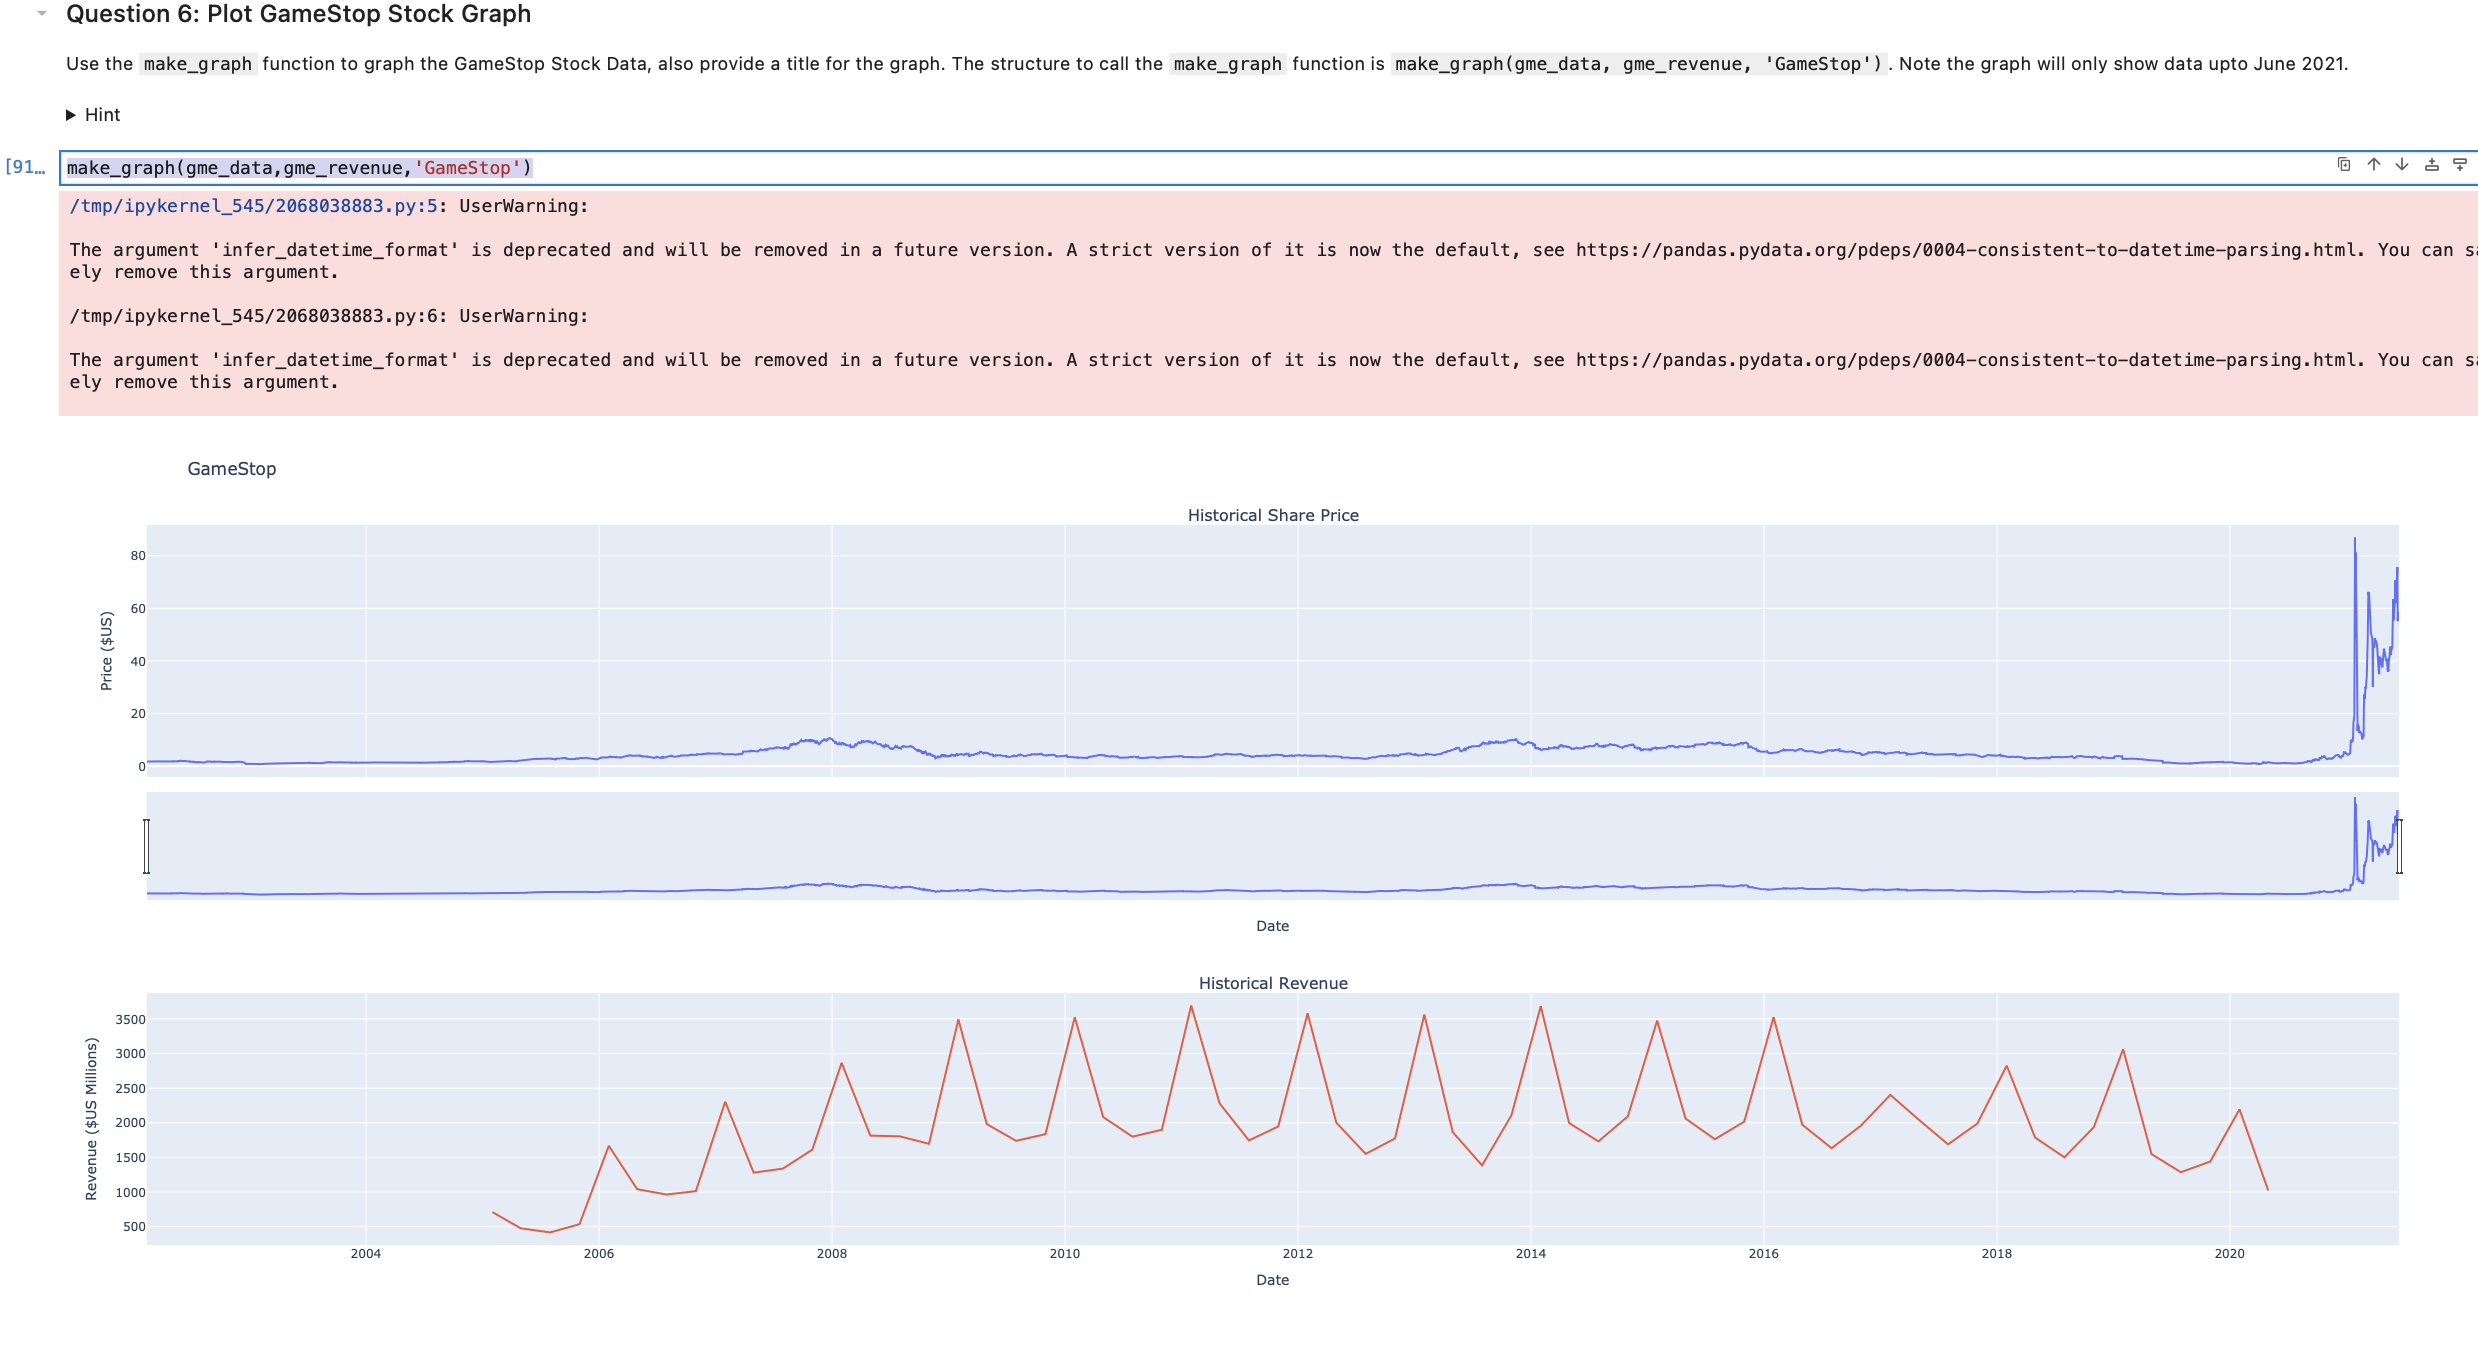 Question 6: Plot GameStop Stock Graph
Use the make_graph function to graph the GameStop Stock Data, also provide a title for the graph. The structure to call the make_graph function is make_graph(gme_data, gme_revenue, 'GameStop'). Note the graph will only show data upto June 2021.
Hint
[91…
make_graph(gme_data,gme_revenue,'GameStop')
/tmp/ipykernel_545/2068038883.py:5: UserWarning:
The argument 'infer_datetime_format' is deprecated and will be removed in a future version. A strict version of it is now the default, see https://pandas.pydata.org/pdeps/0004-consistent-to-datetime-parsing.html. You can sa
ely remove this argument.
/tmp/ipykernel_545/2068038883.py:6: UserWarning:
The argument 'infer_datetime_format' is deprecated and will be removed in a future version. A strict version of it is now the default, see https://pandas.pydata.org/pdeps/0004-consistent-to-datetime-parsing.html. You can sa
ely remove this argument.
GameStop
Historical Share Price
80
60
40
20
0
Price ($US)
Date
Historical Revenue
3500
3000
2500
2000
1500
1000
500
Revenue ($US Millions)
2004 2006 2008 2010 2012 2014 2016 2018 2020
Date